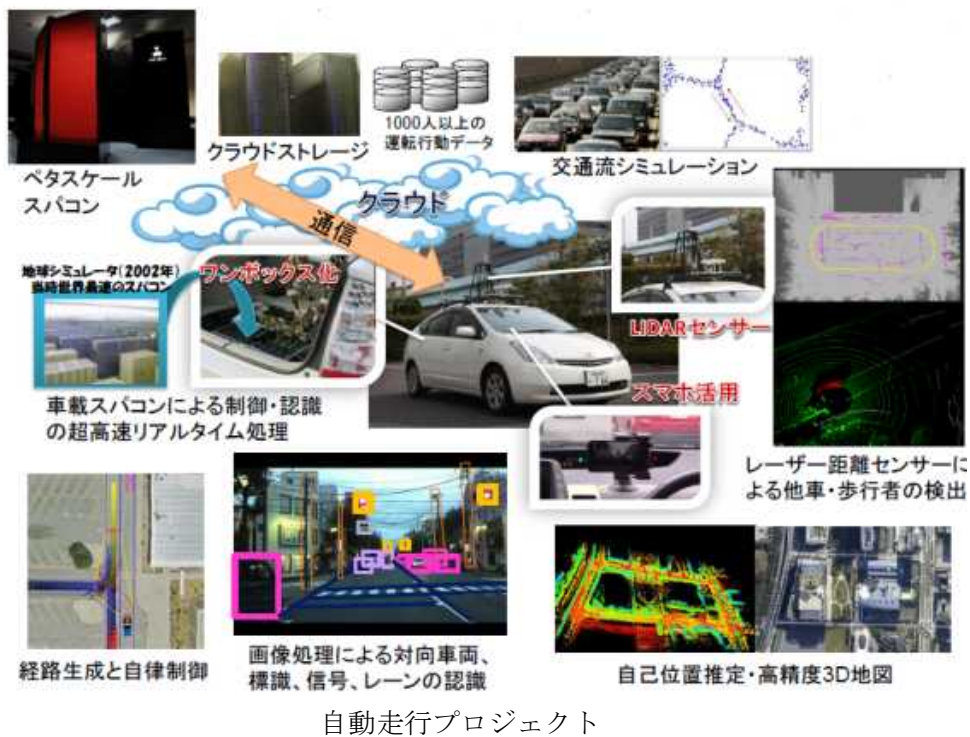 ペタスケール
スパコン
クラウドストレージ
1000人以上の
運転行動データ
交通流シミュレーション
クラウド
通信
地球シミュレータ(2002年)
当時世界最速のスパコン
ワンボックス化
LIDARセンサー
スマホ活用
車載スパコンによる制御・認識
の超高速リアルタイム処理
レーザー距離センサーに
よる他車・歩行者の検出
経路生成と自律制御
画像処理による対向車両、
標識、信号、レーンの認識
自己位置推定・高精度3D地図
自動走行プロジェクト